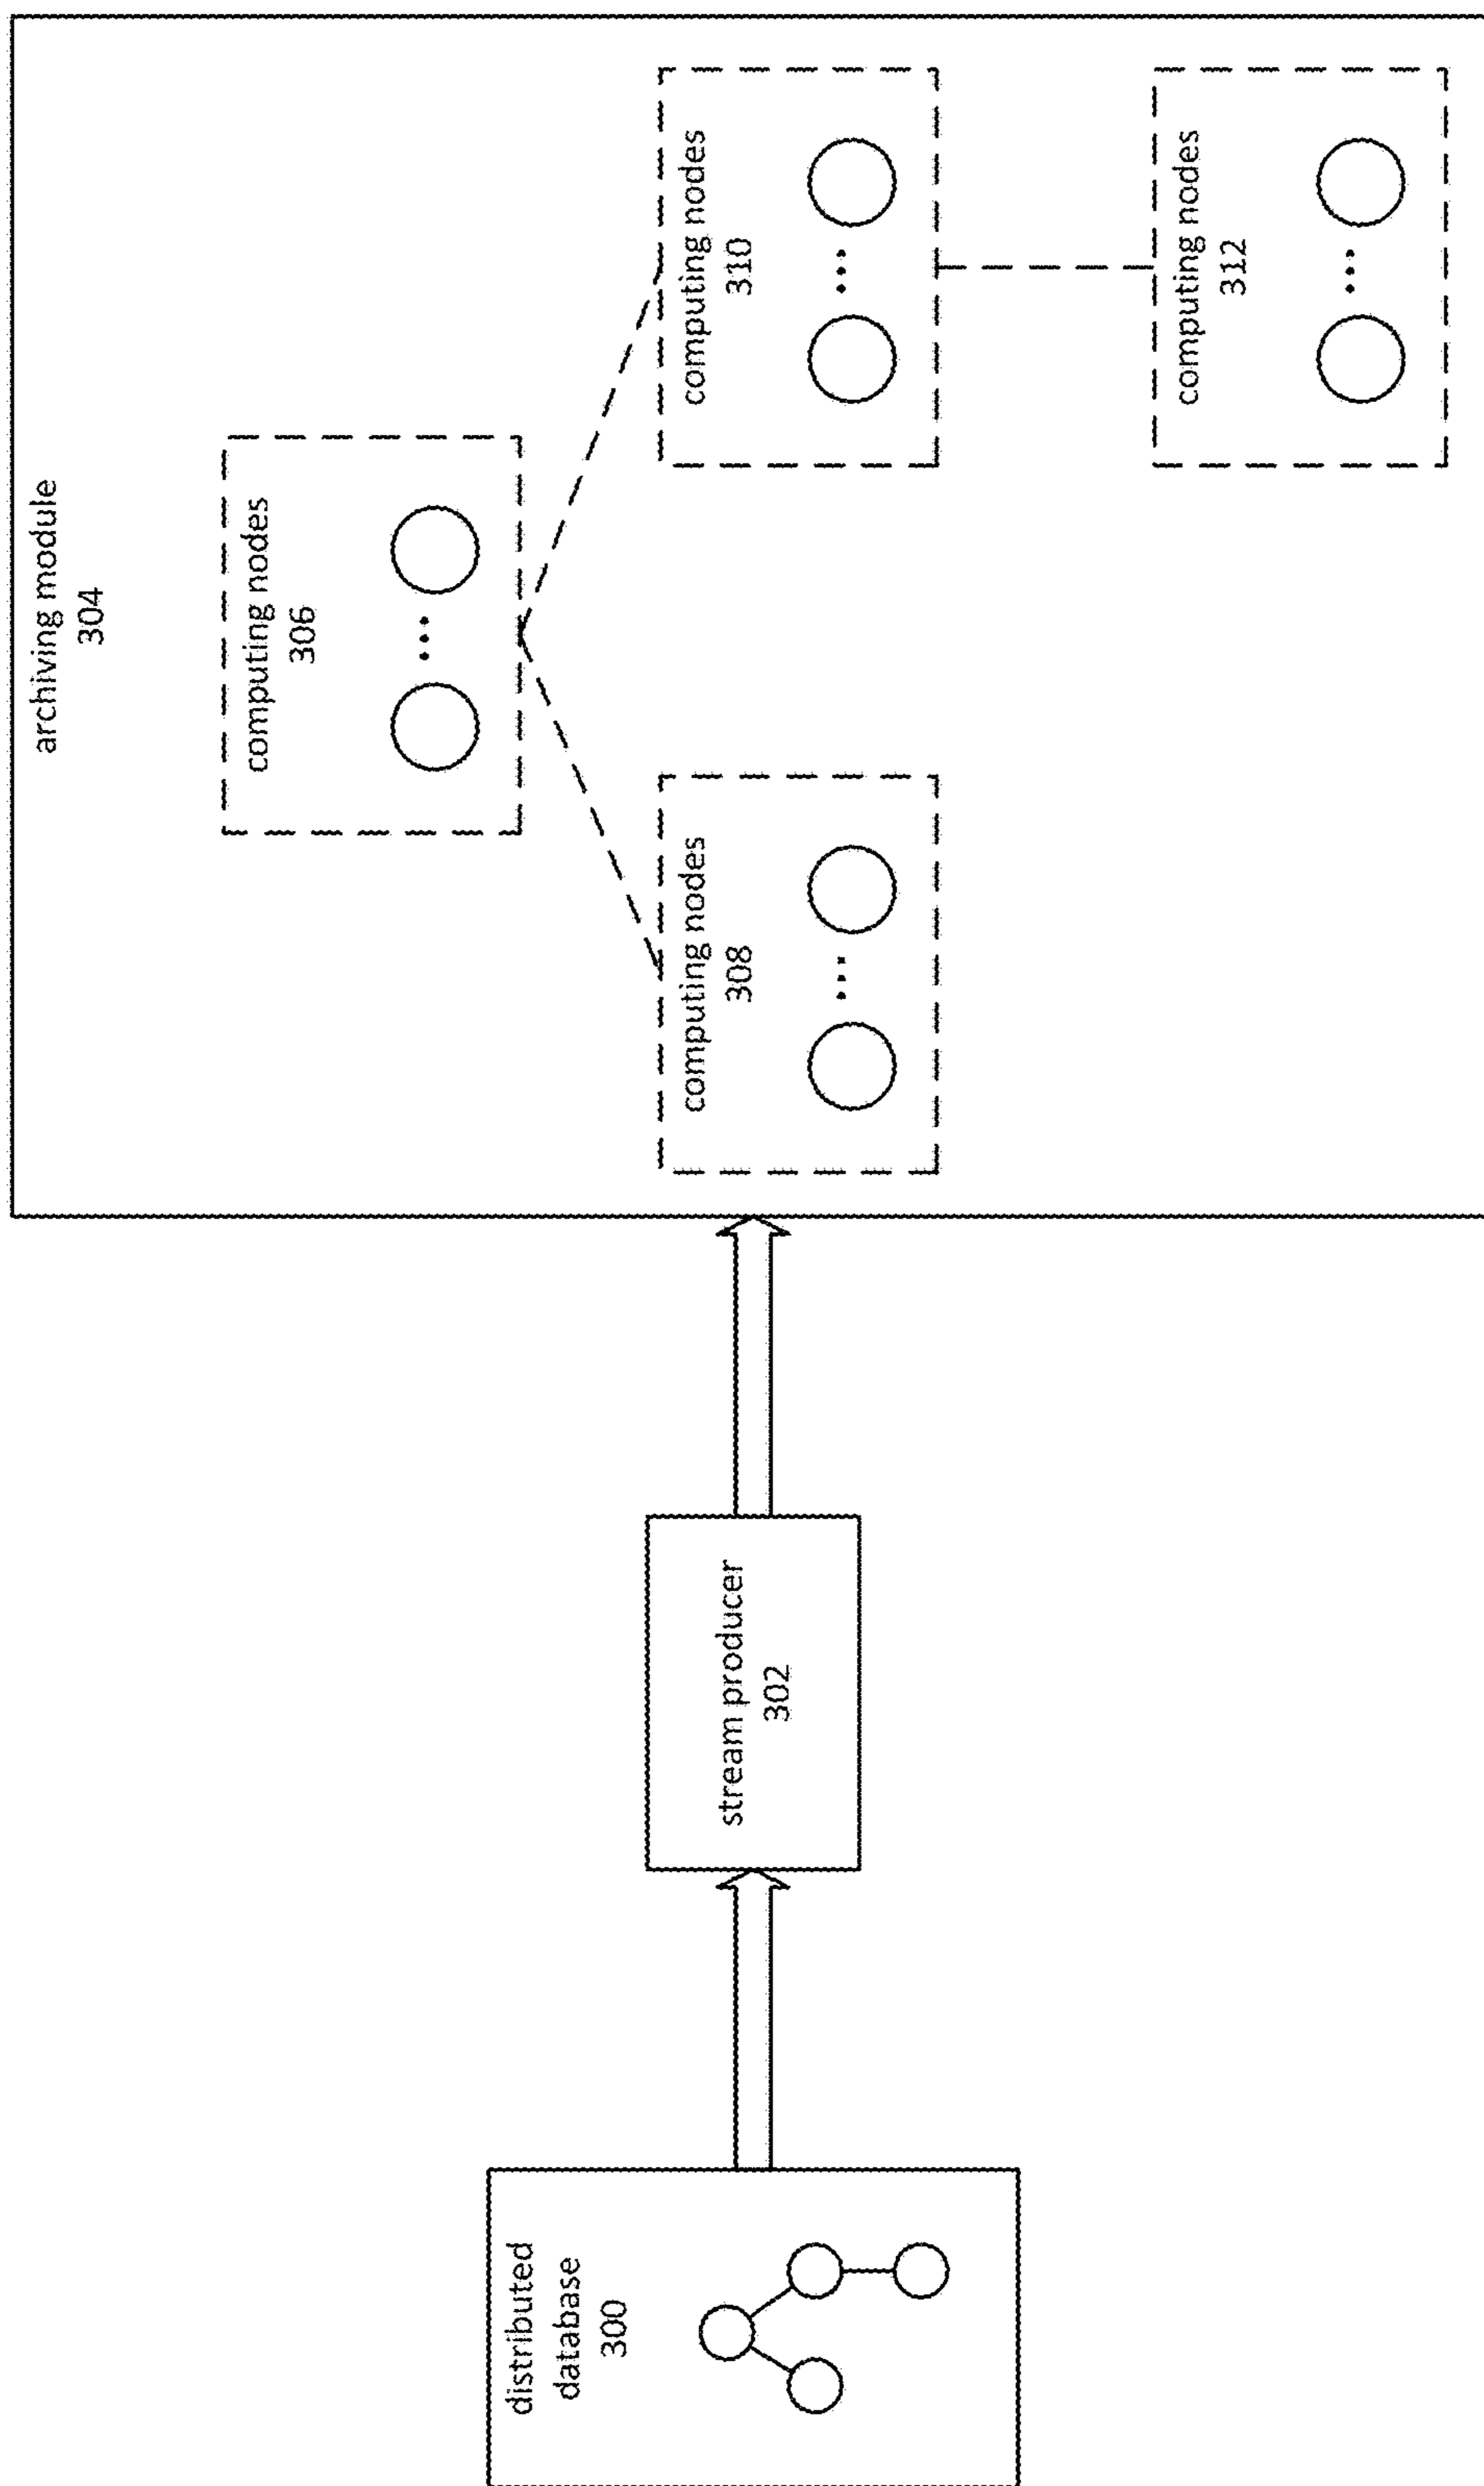 distributed
database
300
stream producer
302
archiving module
304
computing nodes
306
computing nodes
308
computing nodes
310
computing nodes
312